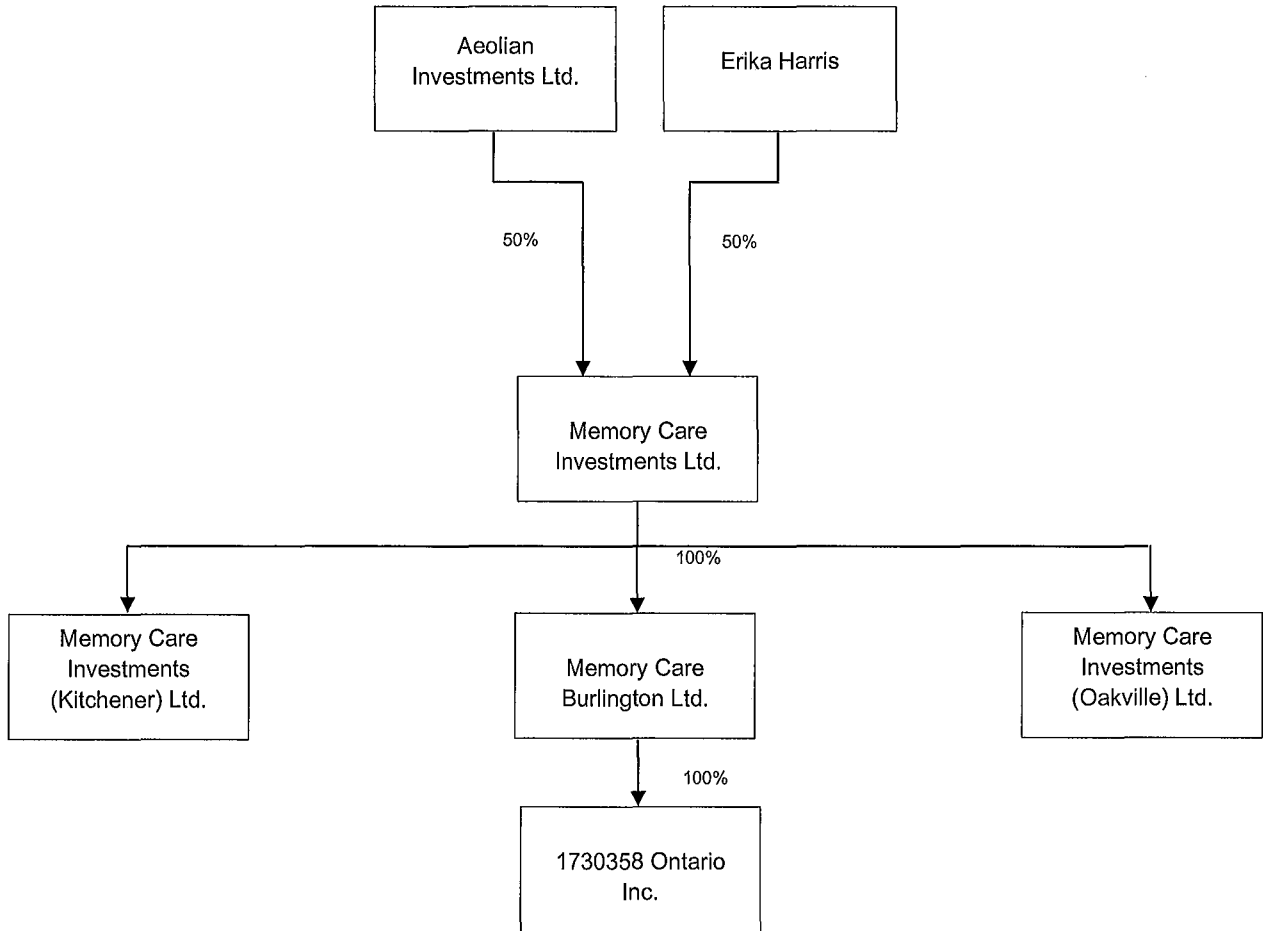 Aeolian
Investments Ltd.
Erika Harris
50%
50%
Memory Care
Investments Ltd.
100%
Memory Care
Investments
(Kitchener) Ltd.
Memory Care
Burlington Ltd.
Memory Care
Investments
(Oakville) Ltd.
100%
1730358 Ontario
Inc.